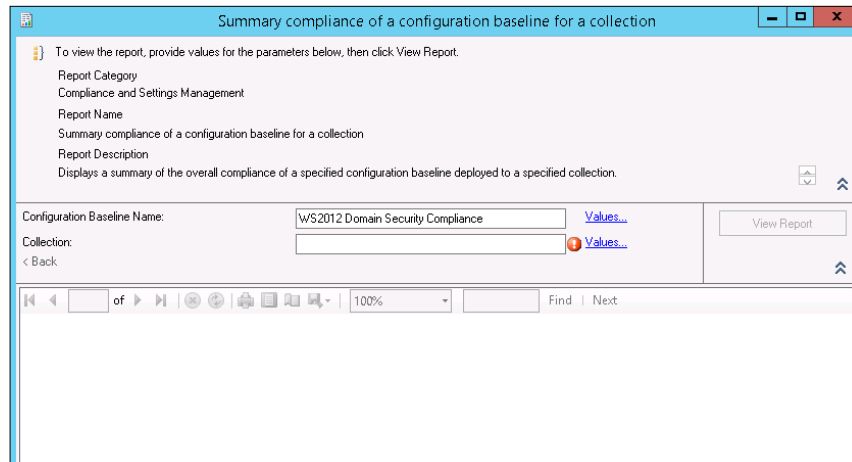 Summary compliance of a configuration baseline for a collection
To view the report, provide values for the parameters below, then click View Report.
Report Category
Compliance and Settings Management
Report Name
Summary compliance of a configuration baseline for a collection
Report Description
Displays a summary of the overall compliance of a specified configuration baseline deployed to a specified collection.
Configuration Baseline Name: WS2012 Domain Security Compliance Values... View Report
Collection: Values...
< Back
of 100% Find | Next